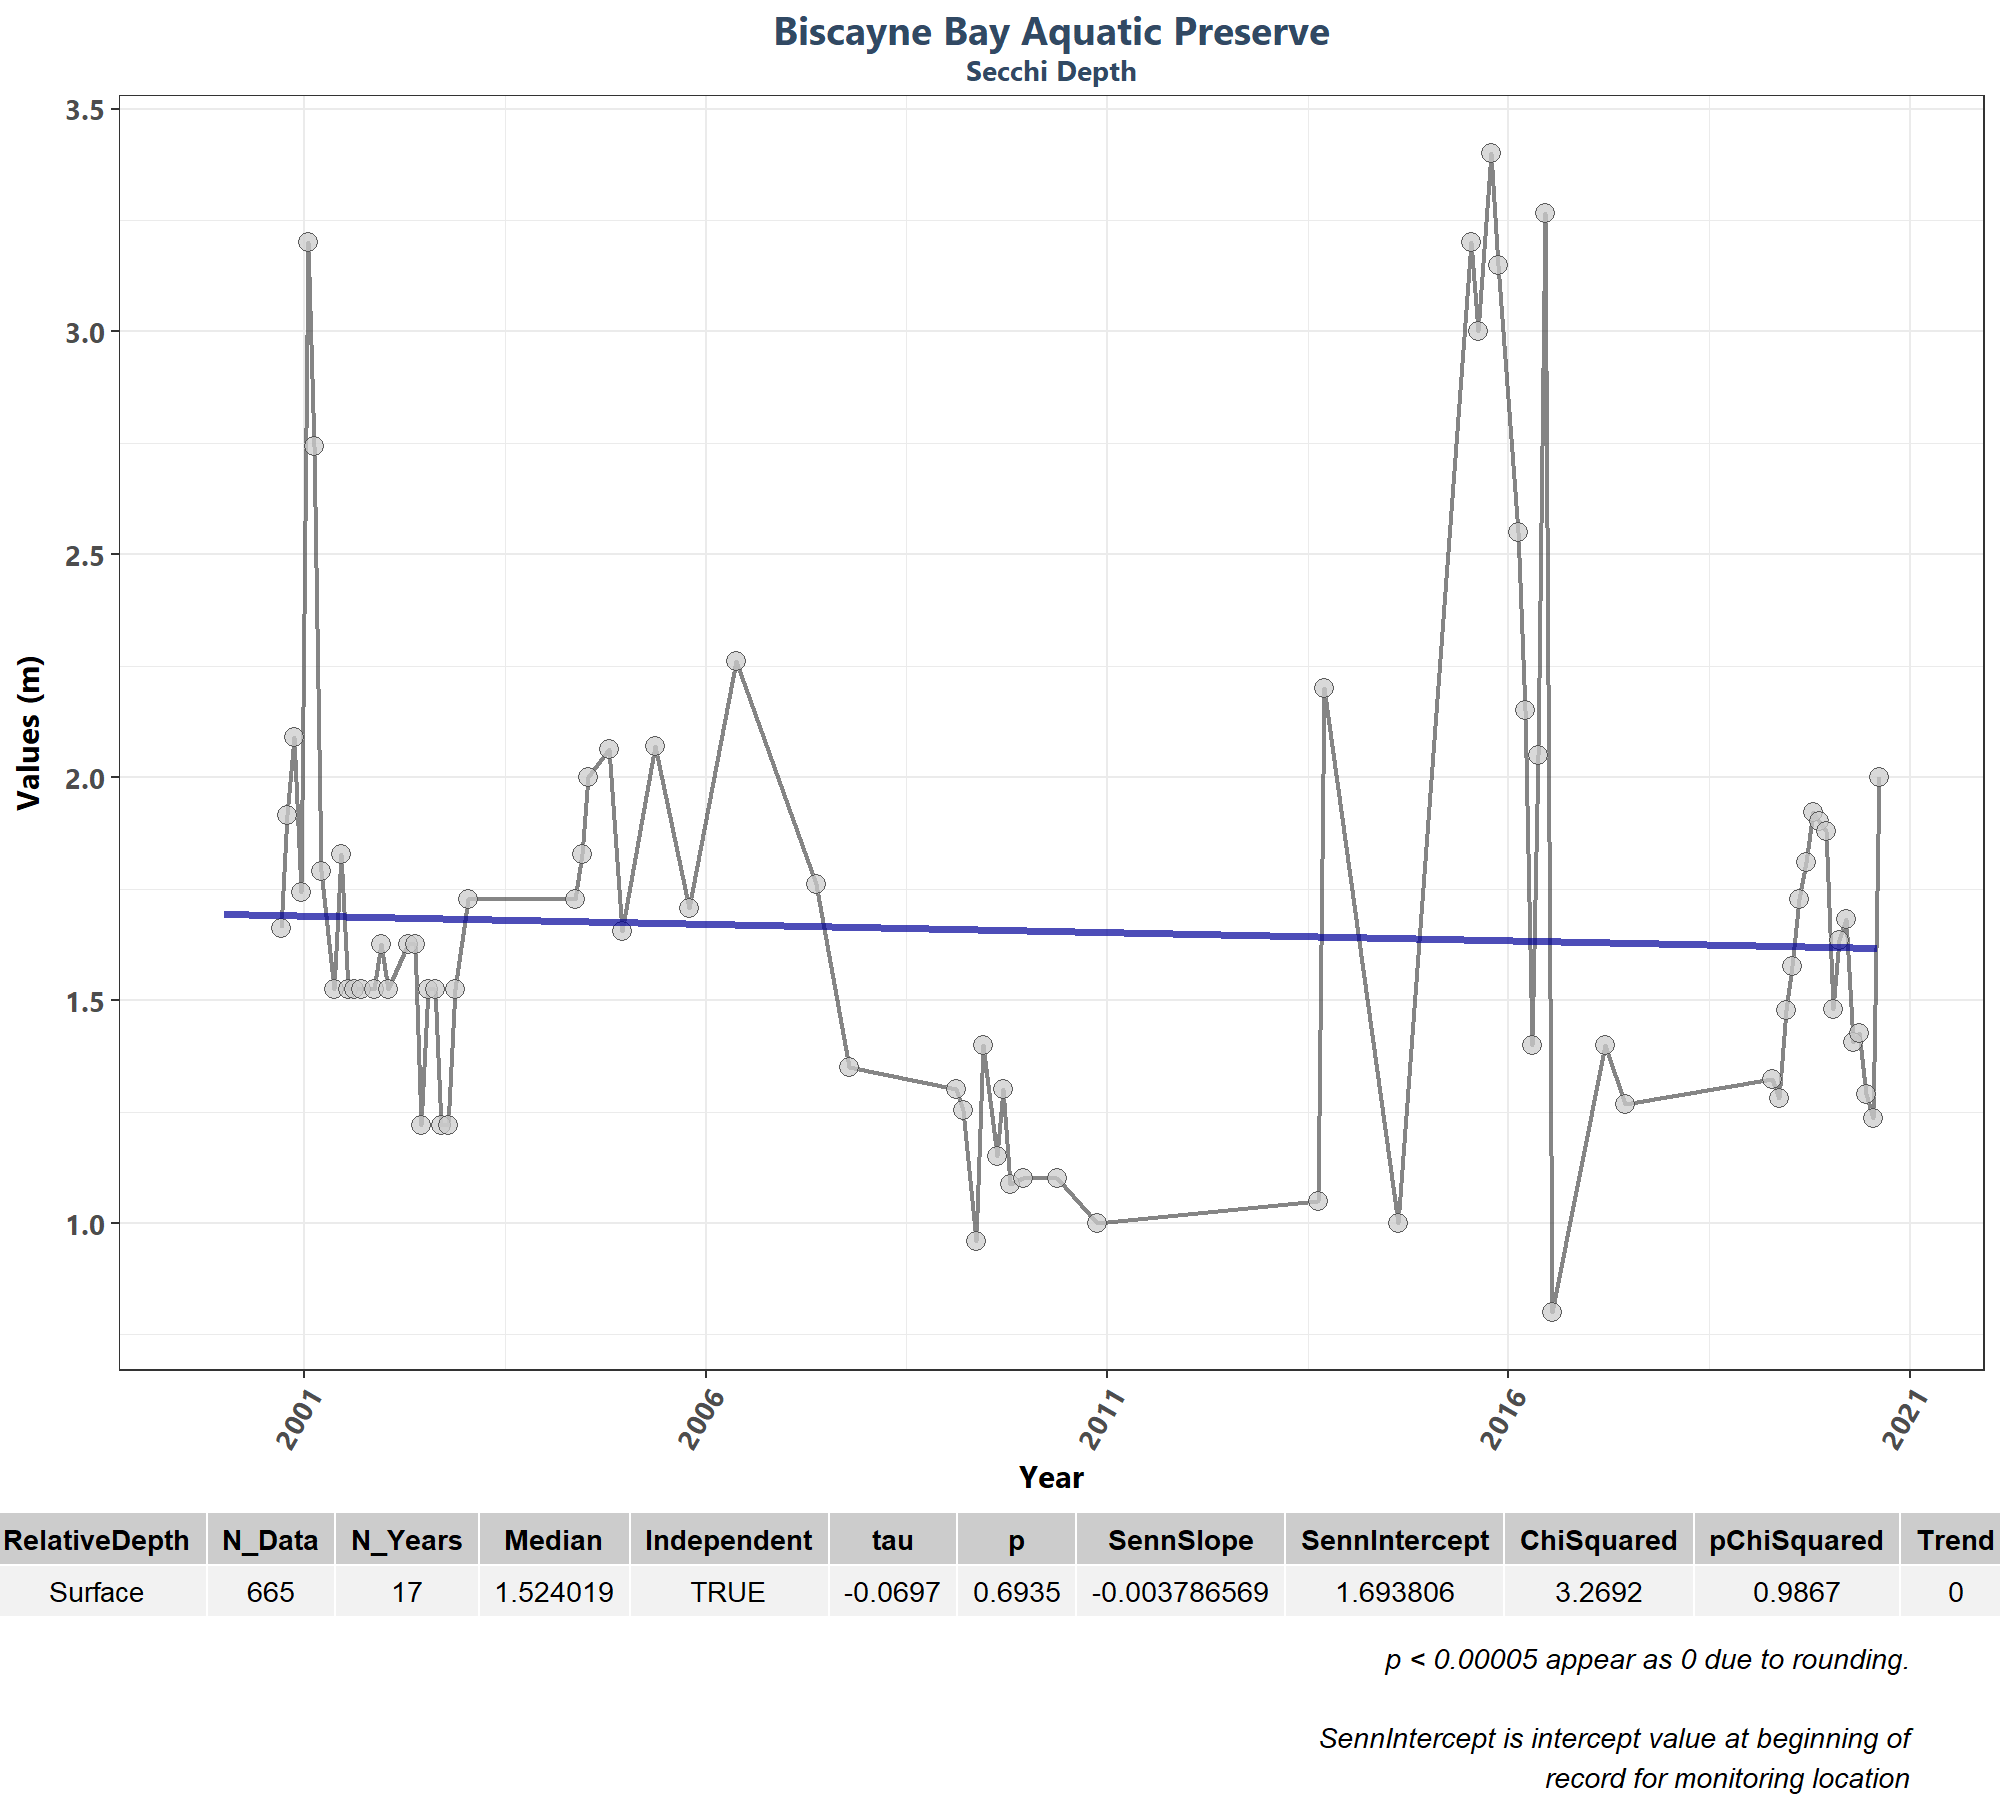 Biscayne Bay Aquatic Preserve
Secchi Depth
Values (m)
3.5
3.0
2.5
2.0
1.5
1.0
2001 2006 2011 2016 2021
Year
RelativeDepth N_Data N_Years Median Independent tau p SennSlope SennIntercept ChiSquared pChiSquared Trend
Surface 665 17 1.524019 TRUE -0.0697 0.6935 -0.003786569 1.693806 3.2692 0.9867 0
p < 0.00005 appear as 0 due to rounding.
SennIntercept is intercept value at beginning of
record for monitoring location